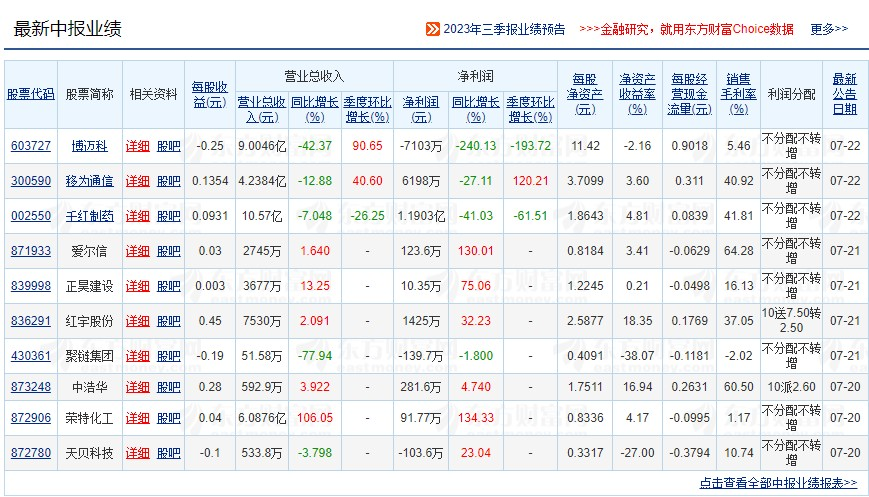 最新中报业绩 2023年三季报业绩预告 >>>金融研究，就用东方财富Choice数据 更多>>
股票代码 股票简称 相关资料 每股收益(元) 营业总收入 净利润 每股净资产(元) 净资产收益率(%) 每股经营现金流量(元) 销售毛利率(%) 利润分配 最新公告日期
营业总收入(元) 同比增长(%) 季度环比增长(%) 净利润(元) 同比增长(%) 季度环比增长(%)
603727 博迈科 详细 股吧 -0.25 9.0046亿 -42.37 90.65 -7103万 -240.13 -193.72 11.42 -2.16 0.9018 5.46 不分配不转增 07-22
300590 移为通信 详细 股吧 0.1354 4.2384亿 -12.88 40.60 6198万 -27.11 120.21 3.7099 3.60 0.311 40.92 不分配不转增 07-22
002550 千红制药 详细 股吧 0.0931 10.57亿 -7.048 -26.25 1.1903亿 -41.03 -61.51 1.8643 4.81 0.0839 41.81 不分配不转增 07-22
871933 爱尔信 详细 股吧 0.03 2745万 1.640 - 123.6万 130.01 - 0.8184 3.41 -0.0629 64.28 不分配不转增 07-21
839998 正昊建设 详细 股吧 0.003 3677万 13.25 - 10.35万 75.06 - 1.2245 0.21 -0.0498 16.13 不分配不转增 07-21
836291 红宇股份 详细 股吧 0.45 7530万 2.091 - 1425万 32.23 - 2.5877 18.35 0.1769 37.05 10送7.50转2.50 07-21
430361 聚链集团 详细 股吧 -0.19 51.58万 -77.94 - -139.7万 -1.800 - 0.4091 -38.07 -0.1181 -2.02 不分配不转增 07-21
873248 中浩华 详细 股吧 0.28 592.9万 3.922 - 281.6万 4.740 - 1.7511 16.94 0.2631 60.50 10派2.60 07-20
872906 荣特化工 详细 股吧 0.04 6.0876亿 106.05 - 91.77万 134.33 - 0.8336 4.17 -0.0995 1.17 不分配不转增 07-20
872780 天贝科技 详细 股吧 -0.1 533.8万 -3.798 - -103.6万 23.04 - 0.3317 -27.00 -0.3794 10.74 不分配不转增 07-20
点击查看全部中报业绩报表>>